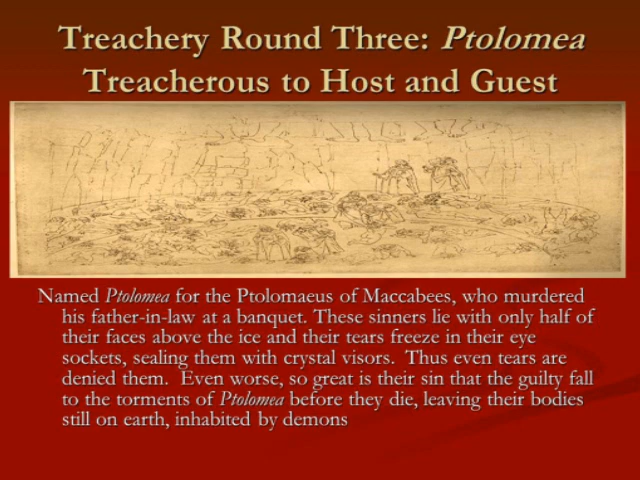 Treachery Round Three: Ptolomea
Treacherous to Host and Guest
Named Ptolomea for the Ptolomaeus of Maccabees, who murdered
his father-in-law at a banquet. These sinners lie with only half of
their faces above the ice and their tears freeze in their eye
sockets, sealing them with crystal visors. Thus even tears are
denied them. Even worse, so great is their sin that the guilty fall
to the torments of Ptolomea before they die, leaving their bodies
still on earth, inhabited by demons